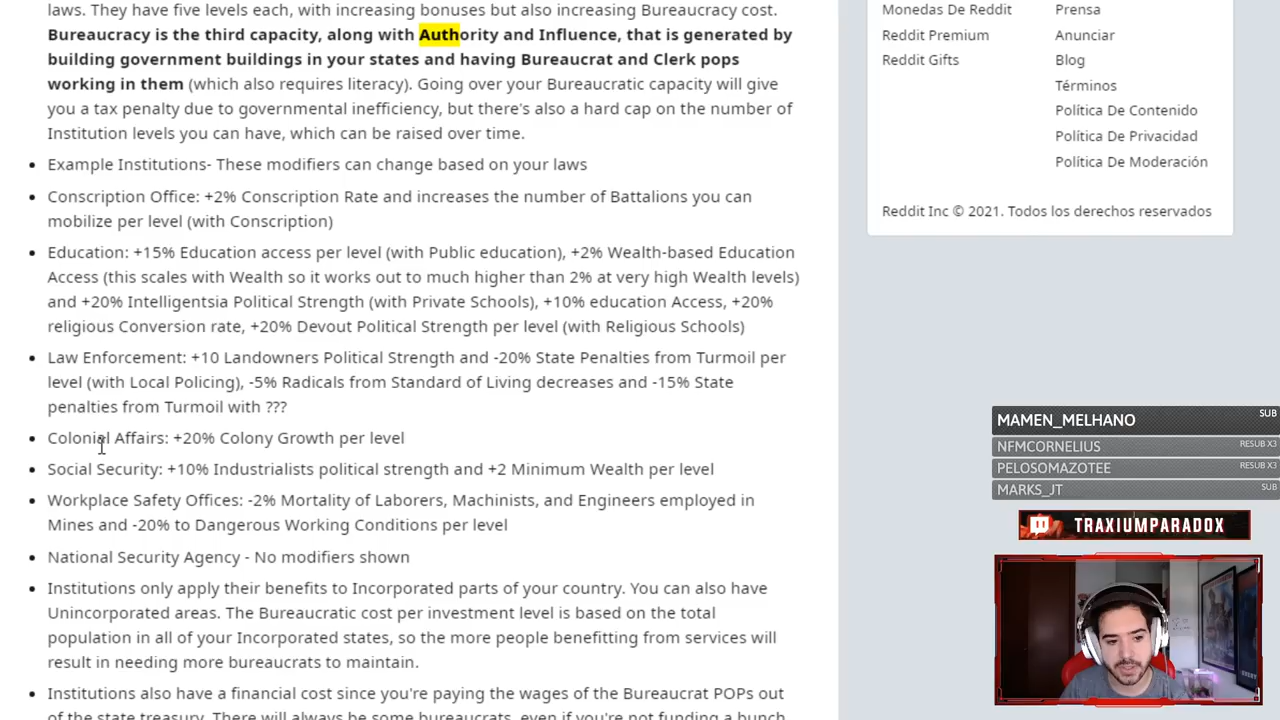 laws. They have five levels each, with increasing bonuses but also increasing Bureaucracy cost.
Bureaucracy is the third capacity, along with Authority and Influence, that is generated by
building government buildings in your states and having Bureaucrat and Clerk pops
working in them (which also requires literacy). Going over your Bureaucratic capacity will give
you a tax penalty due to governmental inefficiency, but there's also a hard cap on the number of
Institution levels you can have, which can be raised over time.
Example Institutions- These modifiers can change based on your laws
Conscription Office: +2% Conscription Rate and increases the number of Battalions you can
mobilize per level (with Conscription)
Education: +15% Education access per level (with Public education), +2% Wealth-based Education
Access (this scales with Wealth so it works out to much higher than 2% at very high Wealth levels)
and +20% Intelligentsia Political Strength (with Private Schools), +10% education Access, +20%
religious Conversion rate, +20% Devout Political Strength per level (with Religious Schools)
Law Enforcement: +10 Landowners Political Strength and -20% State Penalties from Turmoil per
level (with Local Policing), -5% Radicals from Standard of Living decreases and -15% State
penalties from Turmoil with ???
Colonial Affairs: +20% Colony Growth per level
Social Security: +10% Industrialists political strength and +2 Minimum Wealth per level
Workplace Safety Offices: -2% Mortality of Laborers, Machinists, and Engineers employed in
Mines and -20% to Dangerous Working Conditions per level
National Security Agency - No modifiers shown
Institutions only apply their benefits to Incorporated parts of your country. You can also have
Unincorporated areas. The Bureaucratic cost per investment level is based on the total
population in all of your Incorporated states, so the more people benefitting from services will
result in needing more bureaucrats to maintain.
Institutions also have a financial cost since you're paying the wages of the Bureaucrat POPs out
of the state treasury. There will always be some bureaucrats, even if you're not funding a bunch
Monedas De Reddit
Reddit Premium
Reddit Gifts
Prensa
Anunciar
Blog
Términos
Política De Contenido
Política De Privacidad
Política De Moderación
Reddit Inc © 2021. Todos los derechos reservados
MAMEN_MELHANO SUB
NFMCORNELIUS RESUB X3
PELOSOMAZOTEE RESUB X3
MARKS_JT SUB
TRAXIUMPARADOX